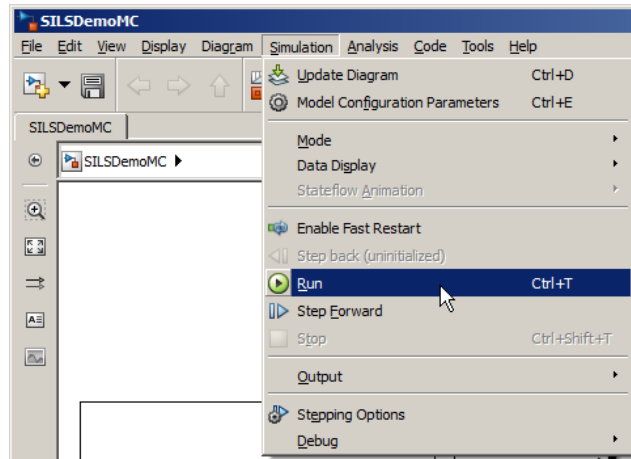 SILSDemoMC
File Edit View Display Diagram Simulation Analysis Code Tools Help
Update Diagram Ctrl+D
Model Configuration Parameters Ctrl+E
SILSDemoMC
Mode
SILSDemoMC
Data Display
Stateflow Animation
Enable Fast Restart
Step back (uninitialized)
Run Ctrl+T
Step Forward
Stop Ctrl+Shift+T
Output
Stepping Options
Debug